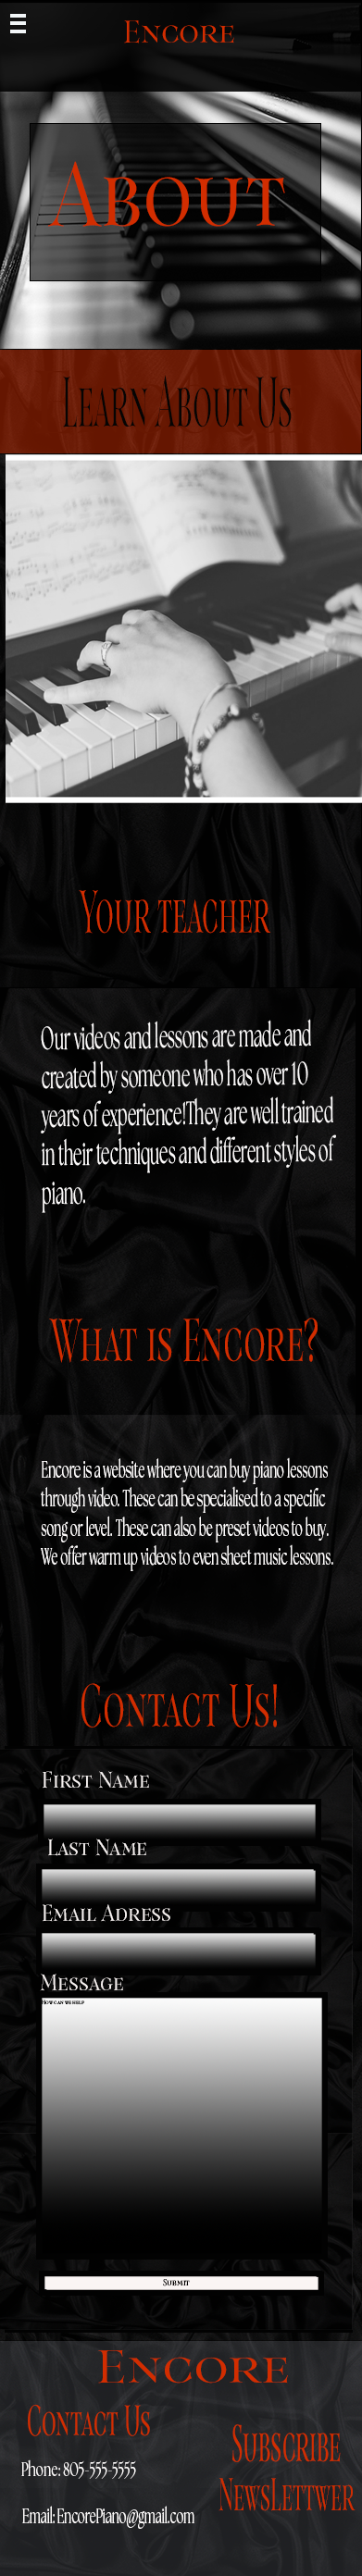 Encore
About
Learn About Us
Your teacher
Our videos and lessons are made and
created by someone who has over 10
years of experience!They are well trained
in their techniques and different styles of
piano.
What is Encore?
Encore is a website where you can buy piano lessons
through video. These can be specialised to a specific
song or level. These can also be preset videos to buy.
We offer warm up videos to even sheet music lessons.
Contact Us!
First Name
Last Name
Email Adress
Message
How can we help
Submit
Encore
Contact Us
Phone: 805-555-5555
Email: EncorePiano@gmail.com
Subscribe
NewsLettwer